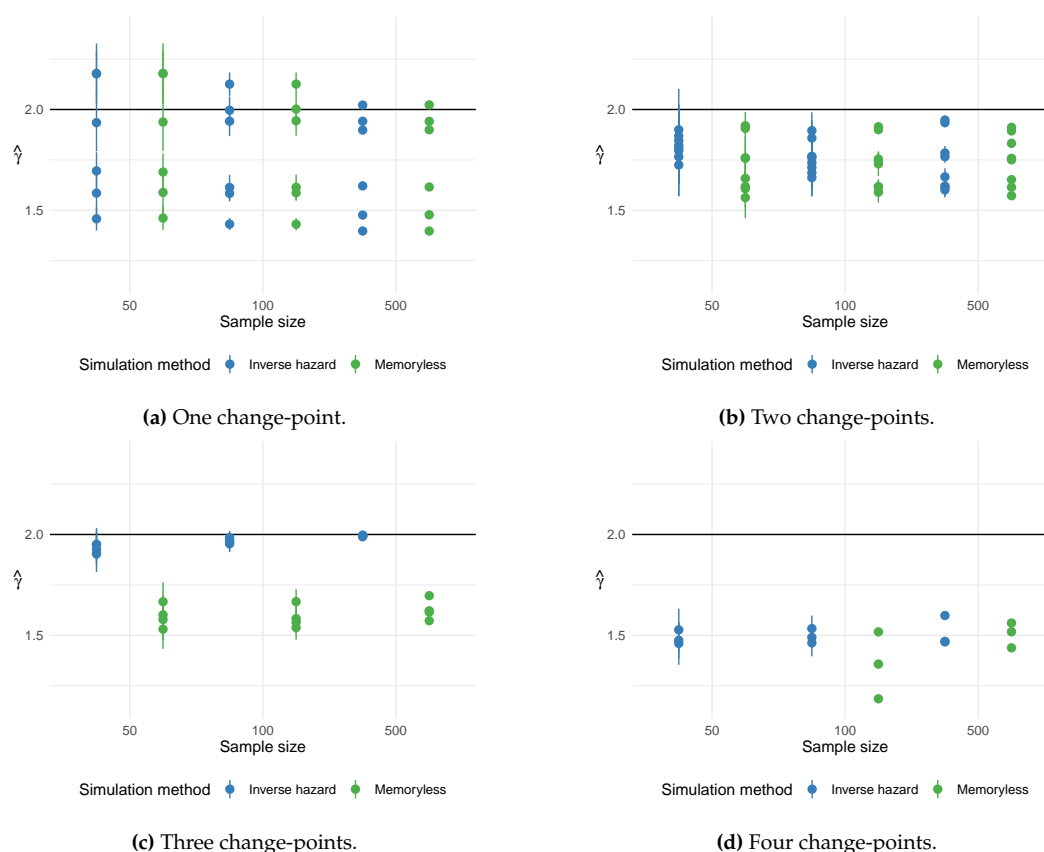 2.0
γ̂
1.5
50 100 500
Sample size
Simulation method Inverse hazard Memoryless
(a) One change-point.
2.0
γ̂
1.5
50 100 500
Sample size
Simulation method Inverse hazard Memoryless
(b) Two change-points.
2.0
γ̂
1.5
50 100 500
Sample size
Simulation method Inverse hazard Memoryless
(c) Three change-points.
2.0
γ̂
1.5
50 100 500
Sample size
Simulation method Inverse hazard Memoryless
(d) Four change-points.